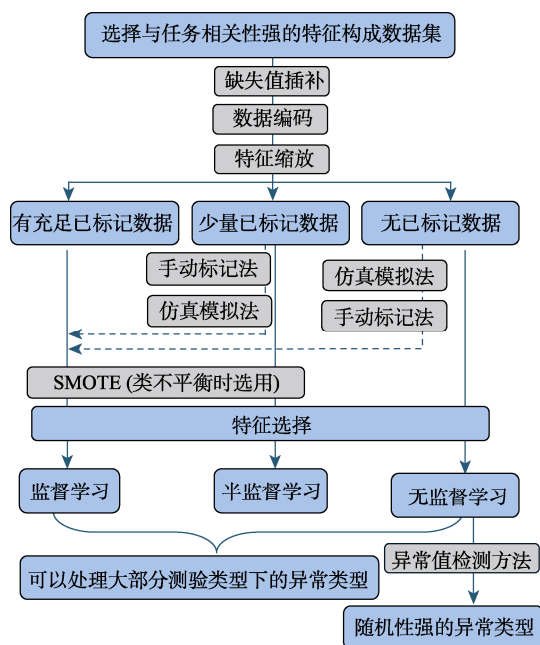 选择与任务相关性强的特征构成数据集
缺失值插补
数据编码
特征缩放
有充足已标记数据
少量已标记数据
无已标记数据
手动标记法
仿真模拟法
仿真模拟法
手动标记法
SMOTE (类不平衡时选用)
特征选择
监督学习
半监督学习
无监督学习
异常值检测方法
可以处理大部分测验类型下的异常类型
随机性强的异常类型